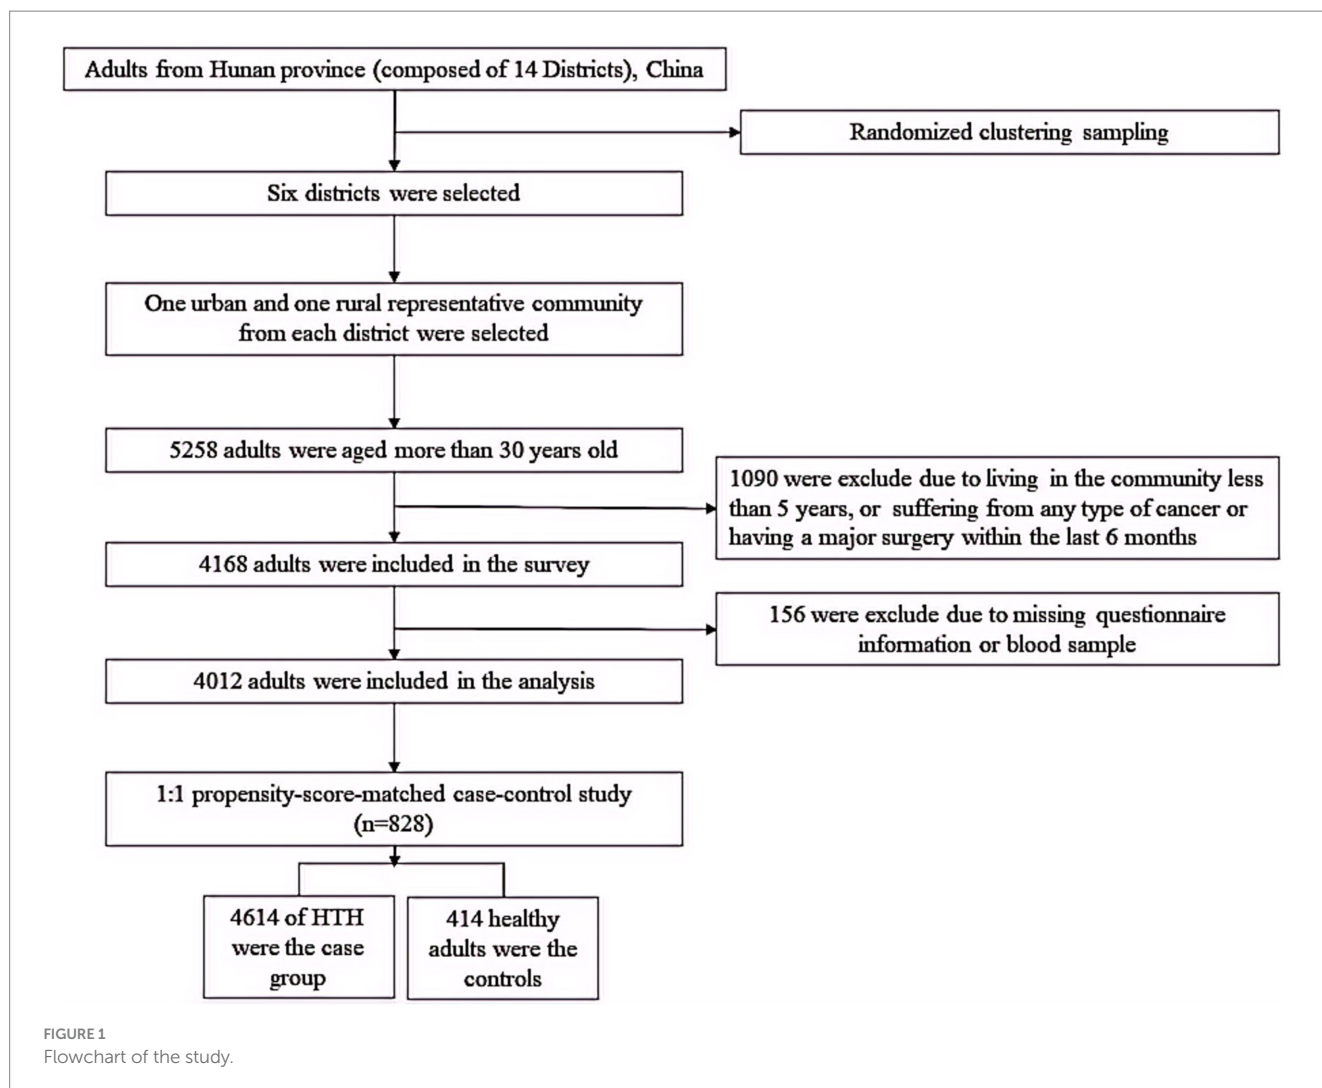 Adults from Hunan province (composed of 14 Districts), China
Randomized clustering sampling
Six districts were selected
One urban and one rural representative community
from each district were selected
5258 adults were aged more than 30 years old
1090 were exclude due to living in the community less
than 5 years, or suffering from any type of cancer or
having a major surgery within the last 6 months
4168 adults were included in the survey
156 were exclude due to missing questionnaire
information or blood sample
4012 adults were included in the analysis
1:1 propensity-score-matched case-control study
(n=828)
4614 of HTH
were the case
group
414 healthy
adults were the
controls
FIGURE 1
Flowchart of the study.